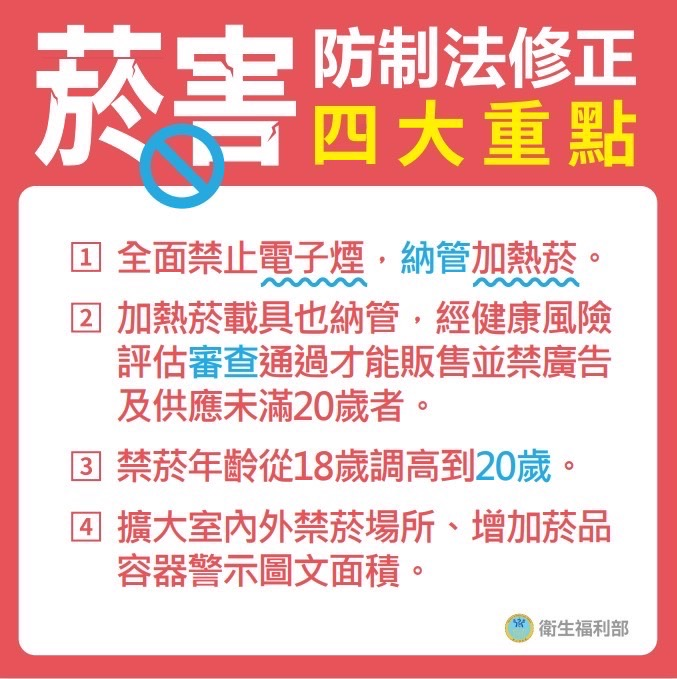 菸害
防制法修正
四大重點
1 全面禁止電子煙，納管加熱菸。
2 加熱菸載具也納管，經健康風險
評估審查通過才能販售並禁廣告
及供應未滿20歲者。
3 禁菸年齡從18歲調高到20歲。
4 擴大室內外禁菸場所、增加菸品
容器警示圖文面積。
衛生福利部